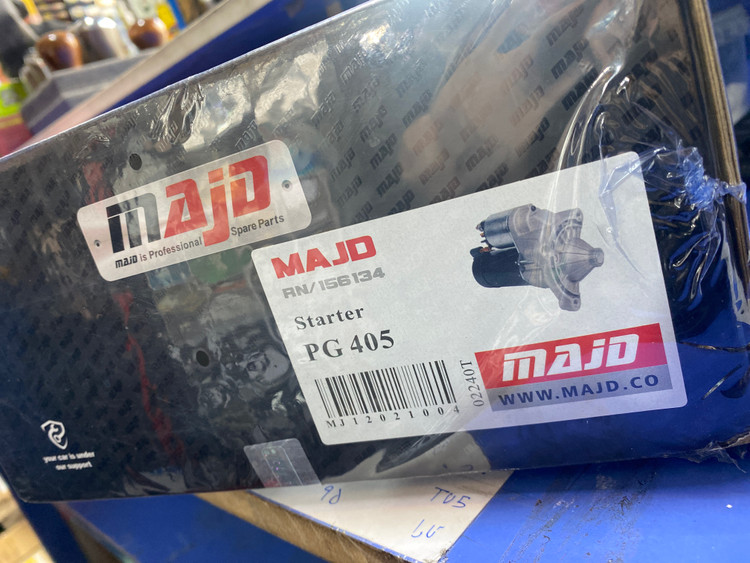 MAJD
MAJD is Professional Spare Parts
MAJD
RN/156134
Starter
PG 405
MJ12021004
02240T
MAJD
WWW.MAJD.CO
your car is under
our support
TU5